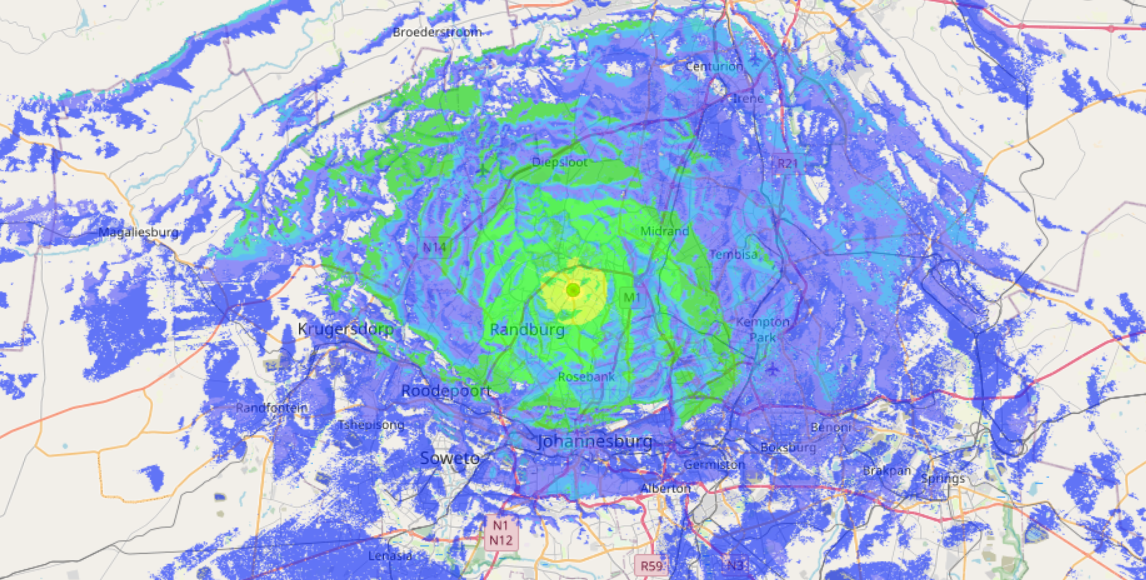 Broederstroom
Centurion
Irene
Diepsloot
R21
Magaliesburg
N14
Midrand
Tembisa
M1
Krugersdorp
Randburg
Kempton
Park
Rosebank
Roodepoort
Randfontein
Tshepisong
Johannesburg
Benoni
Soweto
Boksburg
Germiston
Brakpan
Springs
Alberton
N1
N12
Lenasia
R59
N3